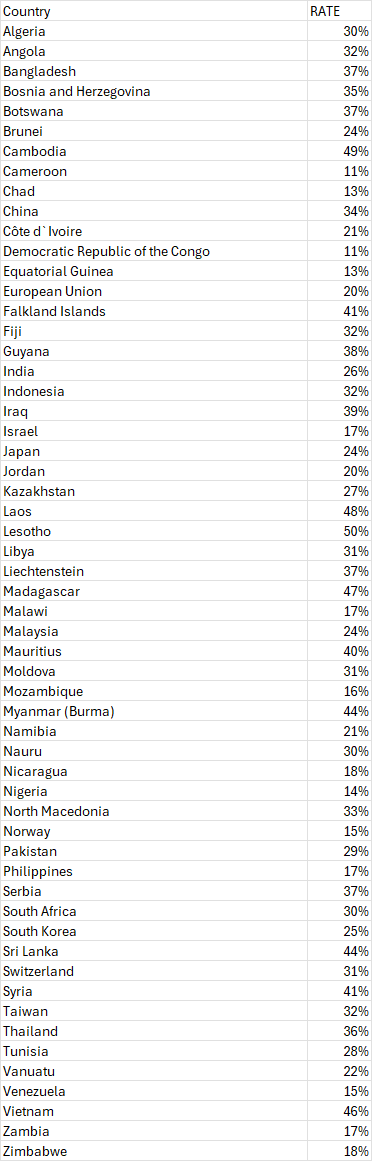 Country RATE
Algeria 30%
Angola 32%
Bangladesh 37%
Bosnia and Herzegovina 35%
Botswana 37%
Brunei 24%
Cambodia 49%
Cameroon 11%
Chad 13%
China 34%
Côte d`Ivoire 21%
Democratic Republic of the Congo 11%
Equatorial Guinea 13%
European Union 20%
Falkland Islands 41%
Fiji 32%
Guyana 38%
India 26%
Indonesia 32%
Iraq 39%
Israel 17%
Japan 24%
Jordan 20%
Kazakhstan 27%
Laos 48%
Lesotho 50%
Libya 31%
Liechtenstein 37%
Madagascar 47%
Malawi 17%
Malaysia 24%
Mauritius 40%
Moldova 31%
Mozambique 16%
Myanmar (Burma) 44%
Namibia 21%
Nauru 30%
Nicaragua 18%
Nigeria 14%
North Macedonia 33%
Norway 15%
Pakistan 29%
Philippines 17%
Serbia 37%
South Africa 30%
South Korea 25%
Sri Lanka 44%
Switzerland 31%
Syria 41%
Taiwan 32%
Thailand 36%
Tunisia 28%
Vanuatu 22%
Venezuela 15%
Vietnam 46%
Zambia 17%
Zimbabwe 18%